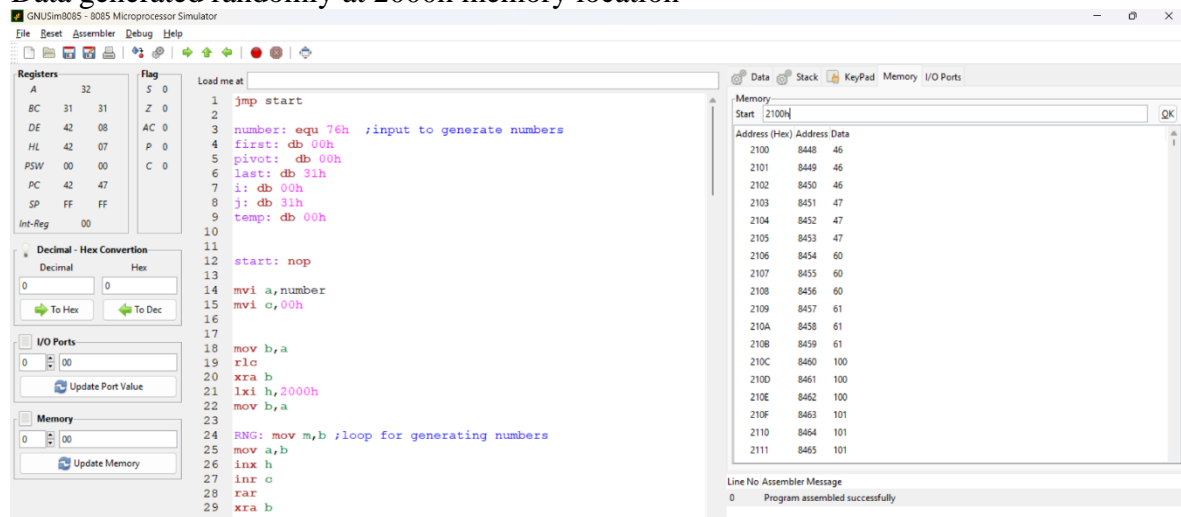 Data generated randomly at 2000h memory location
GNUSim8085 - 8085 Microprocessor Simulator
File Reset Assembler Debug Help
Registers
A 32
BC 31 31
DE 42 08
HL 42 07
PSW 00 00
PC 42 47
SP FF FF
Int-Reg 00
Flag
S 0
Z 0
AC 0
P 0
C 0
Decimal - Hex Convertion
Decimal Hex
0 0
To Hex To Dec
I/O Ports
0 00
Update Port Value
Memory
0 00
Update Memory
Load me at
1 jmp start
2
3 number: equ 76h ;input to generate numbers
4 first: db 00h
5 pivot: db 00h
6 last: db 31h
7 i: db 00h
8 j: db 31h
9 temp: db 00h
10
11
12 start: nop
13
14 mvi a,number
15 mvi c,00h
16
17
18 mov b,a
19 rlc
20 xra b
21 lxi h,2000h
22 mov b,a
23
24 RNG: mov m,b ;loop for generating numbers
25 mov a,b
26 inx h
27 inr c
28 rar
29 xra b
Data Stack KeyPad Memory I/O Ports
Memory
Start 2100h OK
Address (Hex) Address Data
2100 8448 46
2101 8449 46
2102 8450 46
2103 8451 47
2104 8452 47
2105 8453 47
2106 8454 60
2107 8455 60
2108 8456 60
2109 8457 61
210A 8458 61
210B 8459 61
210C 8460 100
210D 8461 100
210E 8462 100
210F 8463 101
2110 8464 101
2111 8465 101
Line No Assembler Message
0 Program assembled successfully